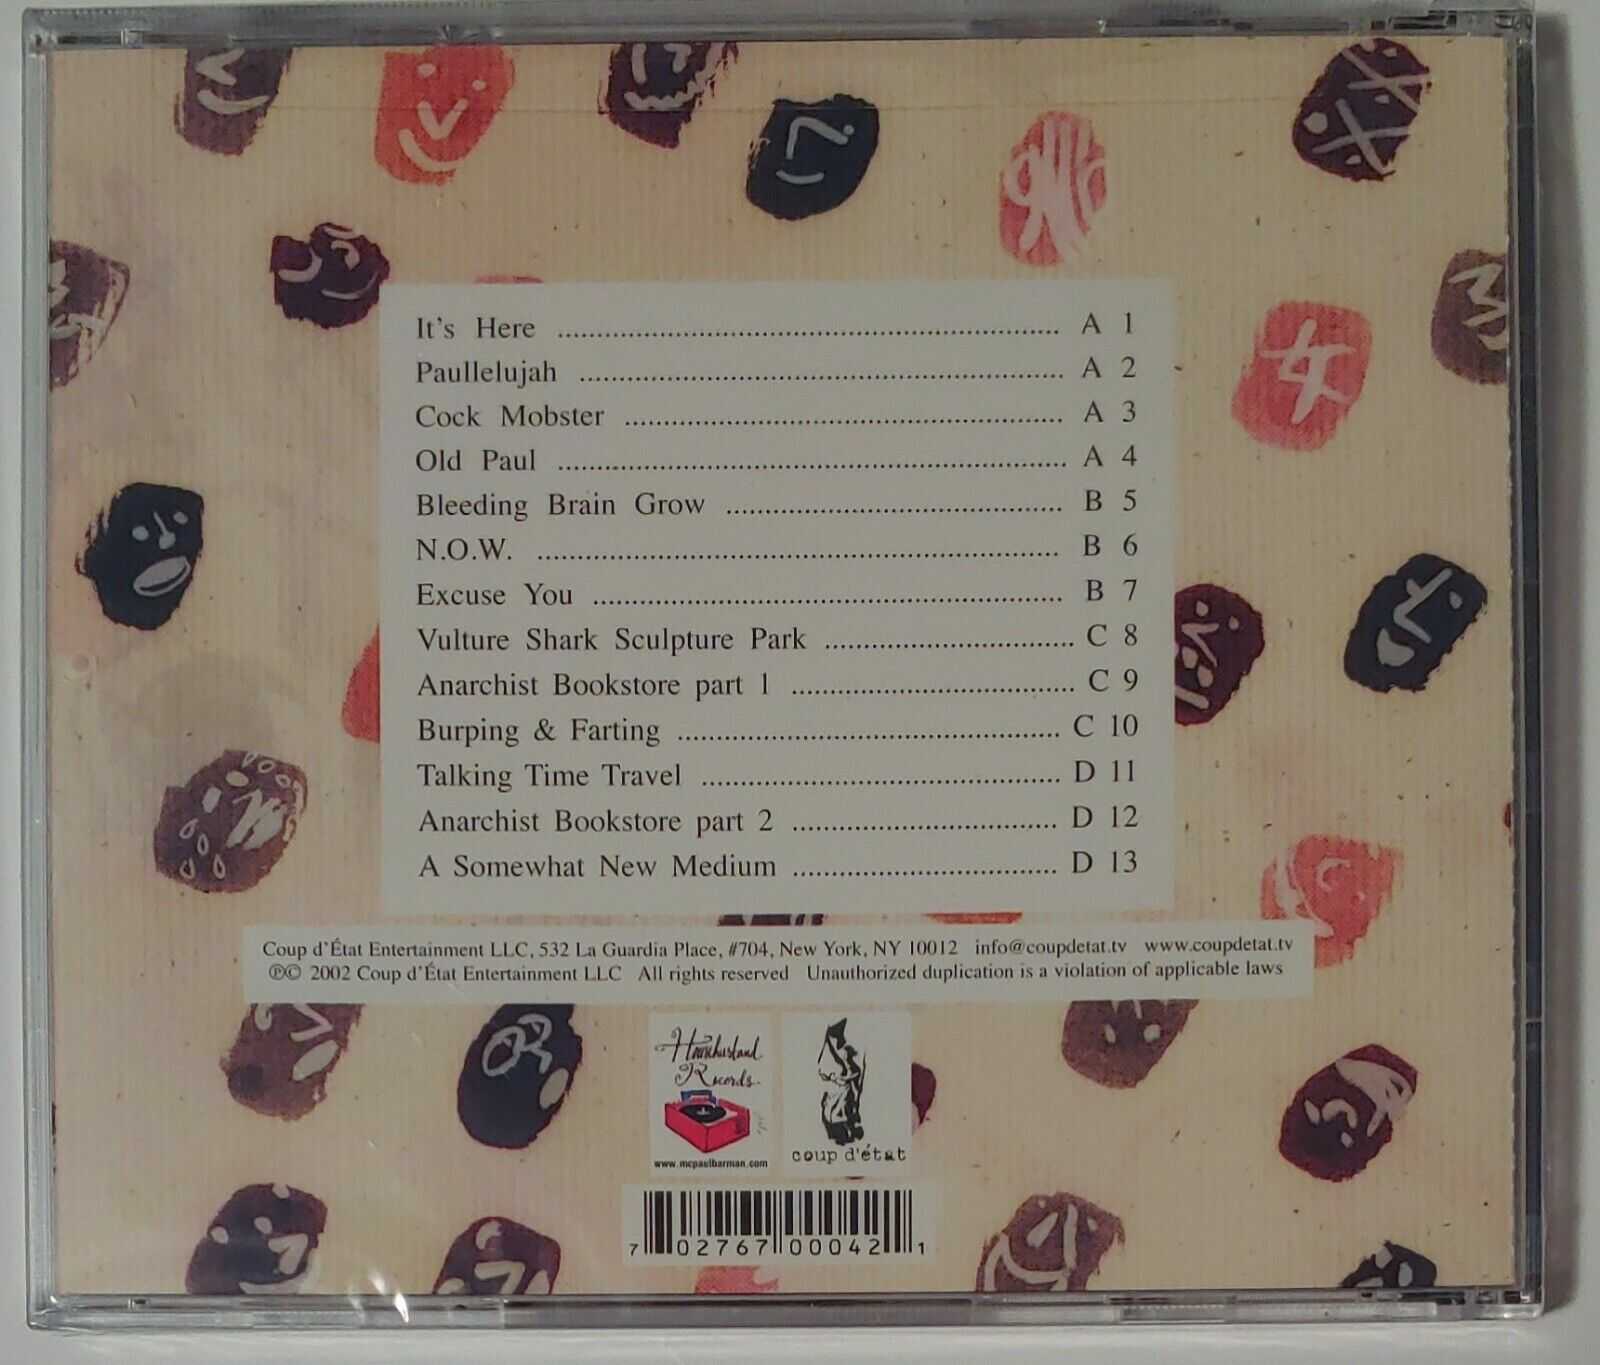 It's Here ............................................................... A 1
Paullelujah ............................................................. A 2
Cock Mobster ....................................................... A 3
Old Paul ................................................................ A 4
Bleeding Brain Grow ........................................... B 5
N.O.W. .................................................................. B 6
Excuse You ........................................................... B 7
Vulture Shark Sculpture Park ................................ C 8
Anarchist Bookstore part 1 .................................... C 9
Burping & Farting ................................................. C 10
Talking Time Travel .............................................. D 11
Anarchist Bookstore part 2 .................................. D 12
A Somewhat New Medium .................................. D 13
Coup d'État Entertainment LLC, 532 La Guardia Place, #704, New York, NY 10012 info@coupdetat.tv www.coupdetat.tv
℗© 2002 Coup d'État Entertainment LLC All rights reserved Unauthorized duplication is a violation of applicable laws
Househusband
Records
www.mcpaulbarman.com
coup d'état
7 02767 00042 1